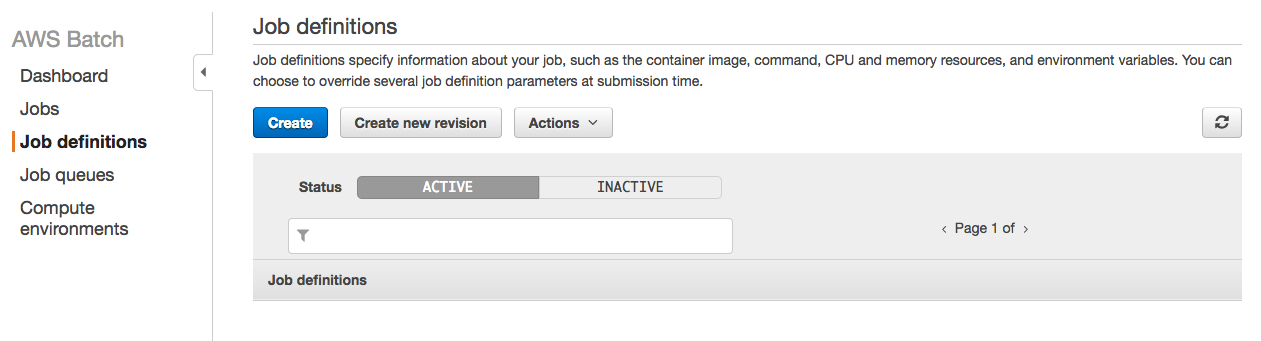 AWS Batch
Dashboard
Jobs
Job definitions
Job queues
Compute
environments
Job definitions
Job definitions specify information about your job, such as the container image, command, CPU and memory resources, and environment variables. You can
choose to override several job definition parameters at submission time.
Create
Create new revision
Actions
Status
ACTIVE
INACTIVE
‹ Page 1 of ›
Job definitions